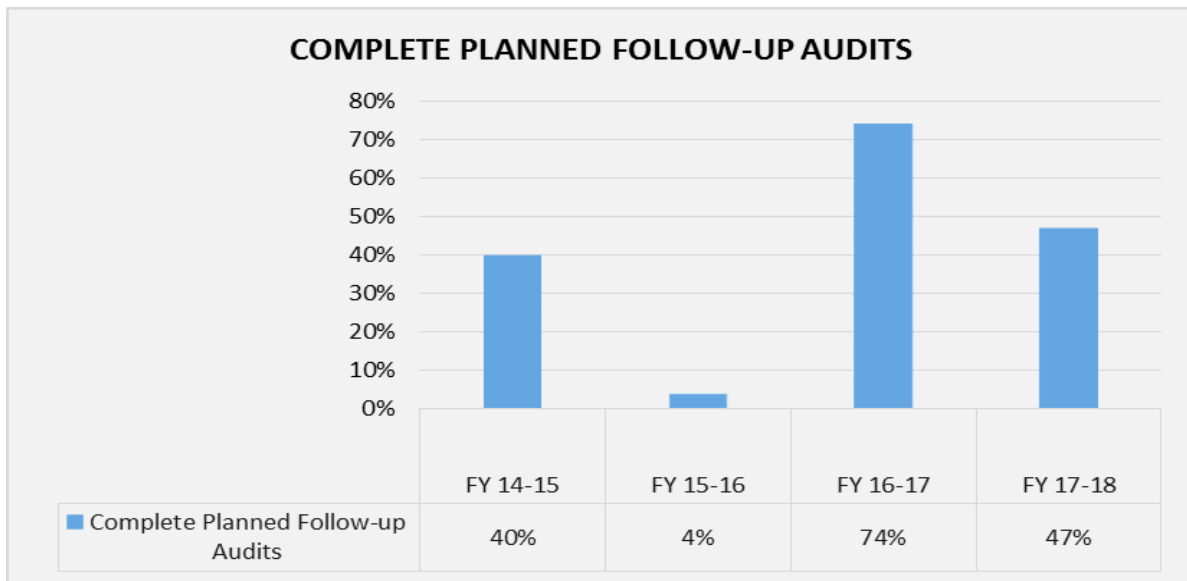 COMPLETE PLANNED FOLLOW-UP AUDITS
80%
70%
60%
50%
40%
30%
20%
10%
0%
FY 14-15 FY 15-16 FY 16-17 FY 17-18
Complete Planned Follow-up
Audits
40% 4% 74% 47%